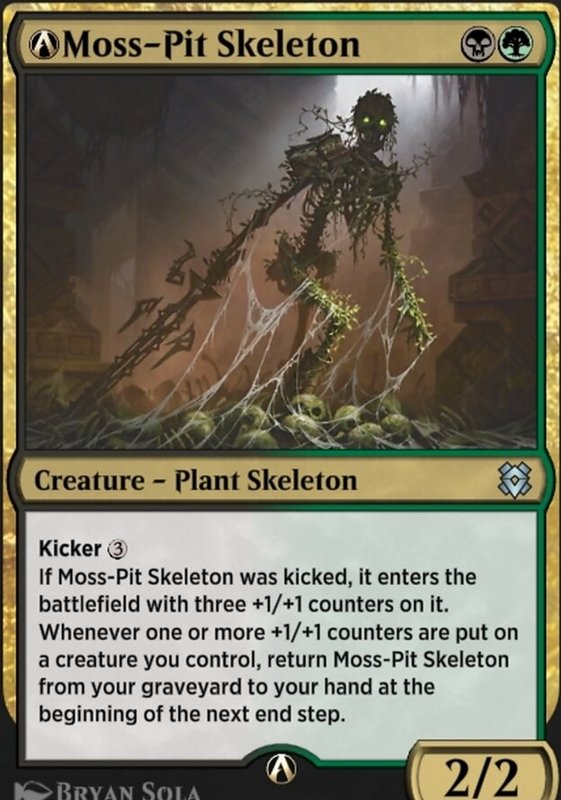 Moss-Pit Skeleton
Creature – Plant Skeleton
Kicker 3
If Moss-Pit Skeleton was kicked, it enters the
battlefield with three +1/+1 counters on it.
Whenever one or more +1/+1 counters are put on
a creature you control, return Moss-Pit Skeleton
from your graveyard to your hand at the
beginning of the next end step.
2/2
Bryan Sola